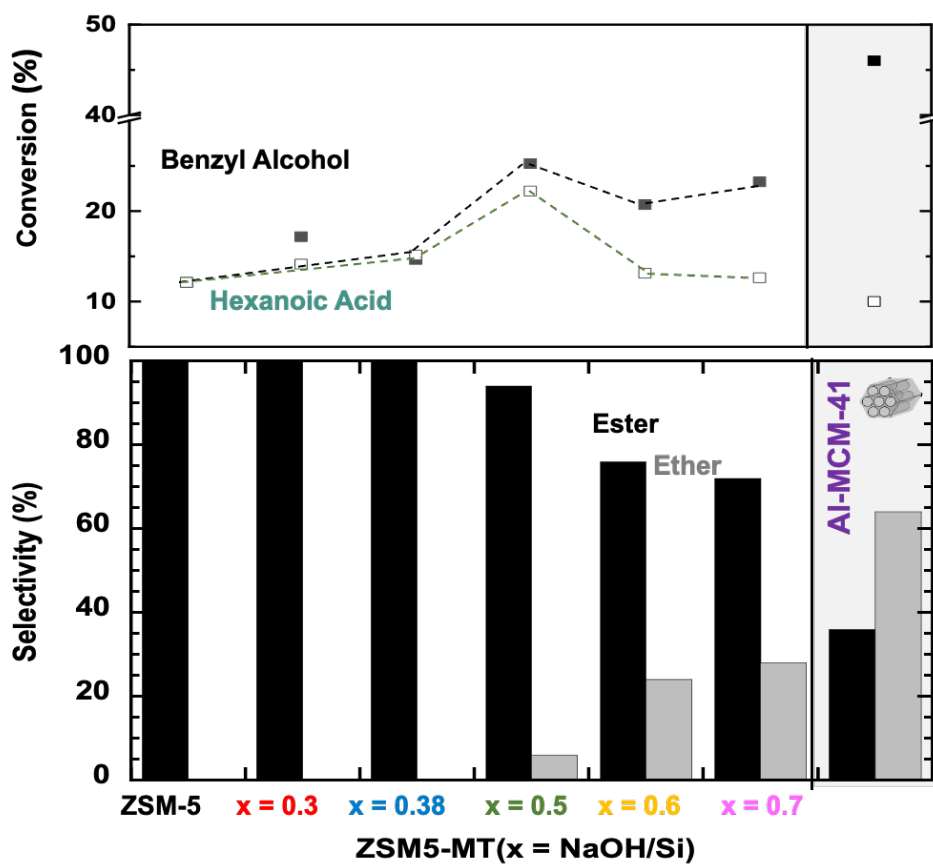 50
40
20
10
Conversion (%)
Benzyl Alcohol
Hexanoic Acid
100
80
60
40
20
0
Selectivity (%)
Ester
Ether
Al-MCM-41
ZSM-5 x = 0.3 x = 0.38 x = 0.5 x = 0.6 x = 0.7
ZSM5-MT(x = NaOH/Si)